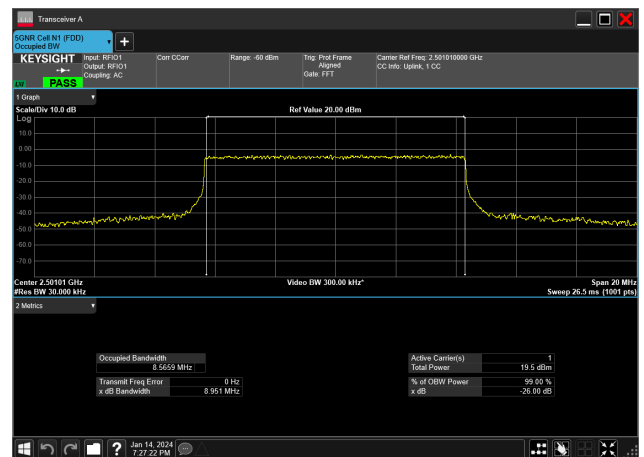 Transceiver A
5GNR Cell N1 (FDD)
Occupied BW
KEYSIGHT
Input: RFIO1
Output: RFIO1
Coupling: AC
Corr CCorr
Range: -60 dBm
Trig: Prot Frame
Aligned
Gate: FFT
Carrier Ref Freq: 2.501010000 GHz
CC Info: Uplink, 1 CC
PASS
1 Graph
Scale/Div 10.0 dB
Ref Value 20.00 dBm
Log
10.0
0.00
-10.0
-20.0
-30.0
-40.0
-50.0
-60.0
-70.0
Center 2.50101 GHz
Video BW 300.00 kHz*
Span 20 MHz
#Res BW 30.000 kHz
Sweep 26.5 ms (1001 pts)
2 Metrics
Occupied Bandwidth
8.5659 MHz
Transmit Freq Error 0 Hz
x dB Bandwidth 8.951 MHz
Active Carrier(s) 1
Total Power 19.5 dBm
% of OBW Power 99.00 %
x dB -26.00 dB
Jan 14, 2024
7:27:22 PM